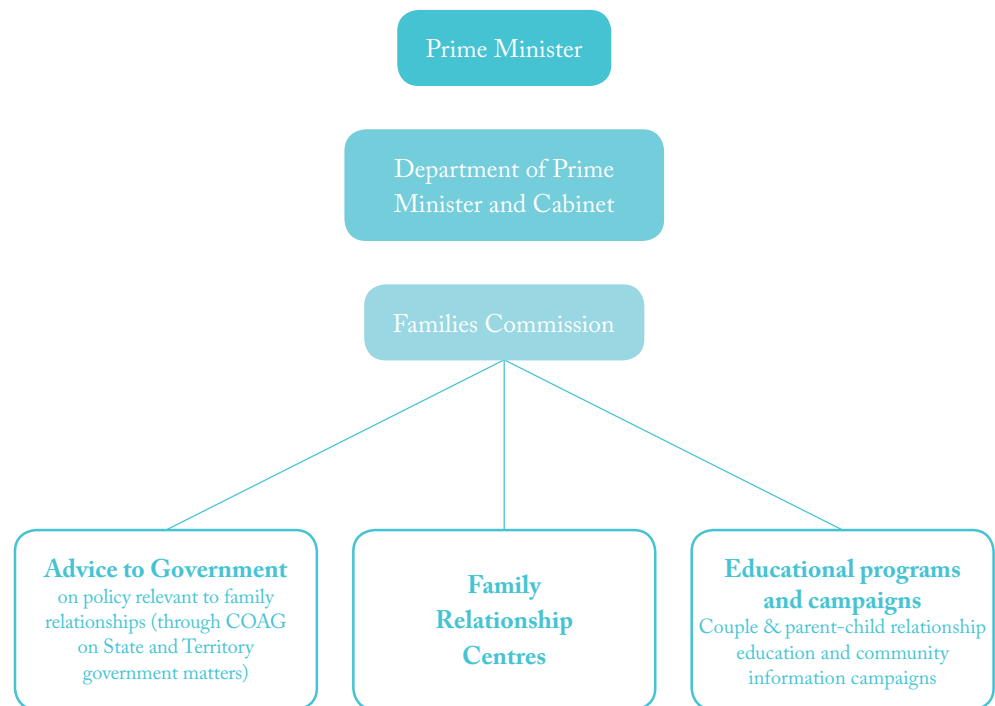 Prime Minister
Department of Prime
Minister and Cabinet
Families Commission
Advice to Government
on policy relevant to family
relationships (through COAG
on State and Territory
government matters)
Family
Relationship
Centres
Educational programs
and campaigns
Couple & parent-child relationship
education and community
information campaigns